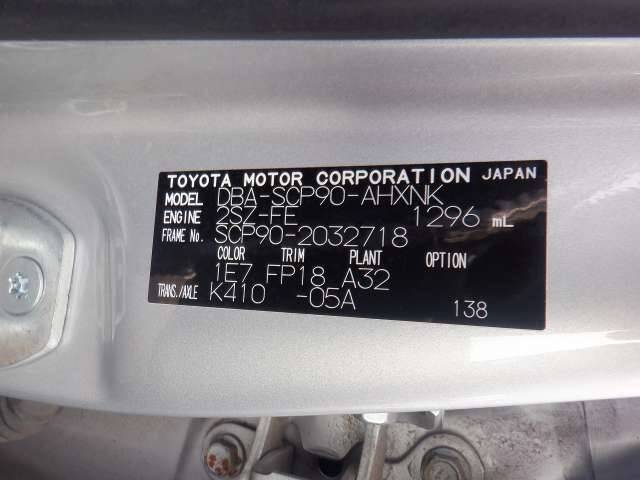 TOYOTA MOTOR CORPORATION JAPAN
MODEL DBA-SCP90-AHXNK
ENGINE 2SZ-FE 1296 mL
FRAME No. SCP90-2032718
COLOR TRIM PLANT OPTION
1E7 FP18 A32
TRANS./AXLE K410 -05A
138